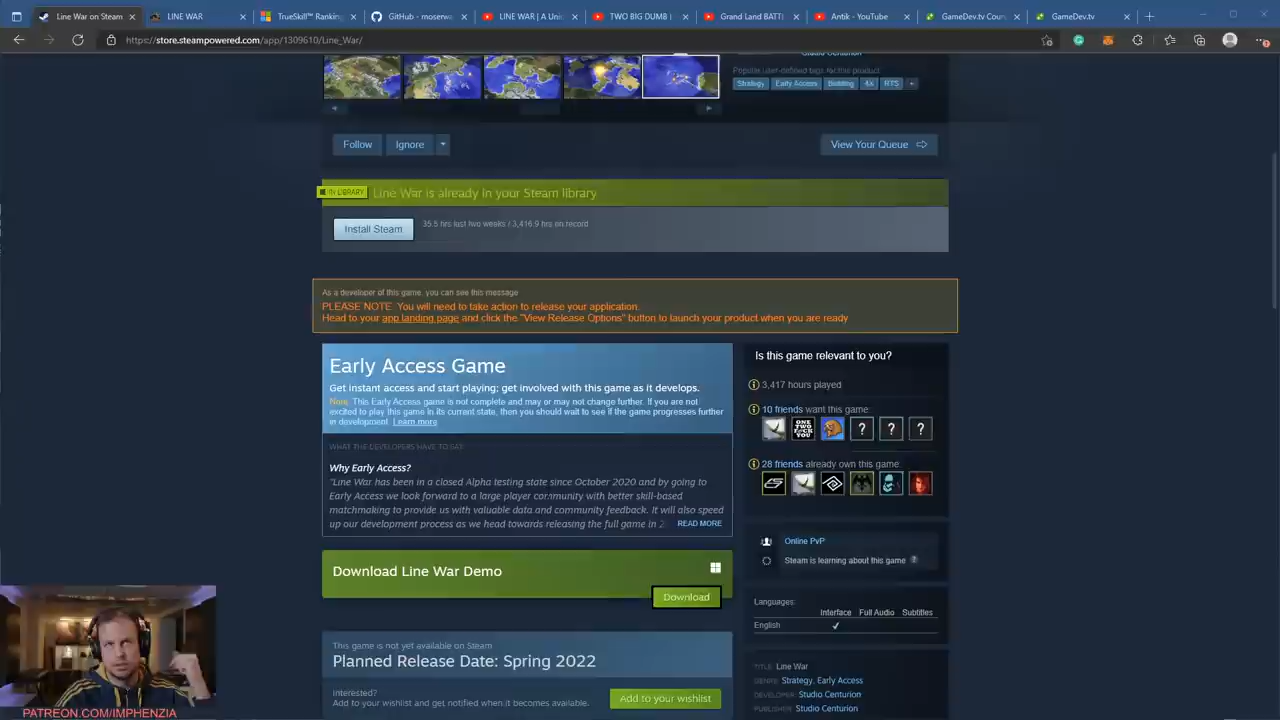 Line War on Steam
LINE WAR
TrueSkill™ Ranking
GitHub - moserwa
LINE WAR | A Uni
TWO BIG DUMB
Grand Land BATTL
Antik - YouTube
GameDev.tv Cour
GameDev.tv
https://store.steampowered.com/app/1309610/Line_War/
Studio Centurion
Popular user-defined tags for this product:
Strategy Early Access Building 4X RTS +
Follow
Ignore
View Your Queue
IN LIBRARY
Line War is already in your Steam library
Install Steam
35.5 hrs last two weeks / 3,416.9 hrs on record
As a developer of this game, you can see this message
PLEASE NOTE: You will need to take action to release your application.
Head to your app landing page and click the "View Release Options" button to launch your product when you are ready
Early Access Game
Get instant access and start playing; get involved with this game as it develops.
Note: This Early Access game is not complete and may or may not change further. If you are not
excited to play this game in its current state, then you should wait to see if the game progresses further
in development. Learn more
WHAT THE DEVELOPERS HAVE TO SAY:
Why Early Access?
"Line War has been in a closed Alpha testing state since October 2020 and by going to
Early Access we look forward to a large player community with better skill-based
matchmaking to provide us with valuable data and community feedback. It will also speed
up our development process as we head towards releasing the full game in 2
READ MORE
Is this game relevant to you?
3,417 hours played
10 friends want this game:
ONE TWO F*CK YOU
? ? ?
28 friends already own this game:
Online PvP
Steam is learning about this game ?
Languages:
Interface Full Audio Subtitles
English ✔
TITLE: Line War
GENRE: Strategy, Early Access
DEVELOPER: Studio Centurion
PUBLISHER: Studio Centurion
Download Line War Demo
Download
This game is not yet available on Steam
Planned Release Date: Spring 2022
Interested?
Add to your wishlist and get notified when it becomes available.
Add to your wishlist
PATREON.COM/IMPHENZIA